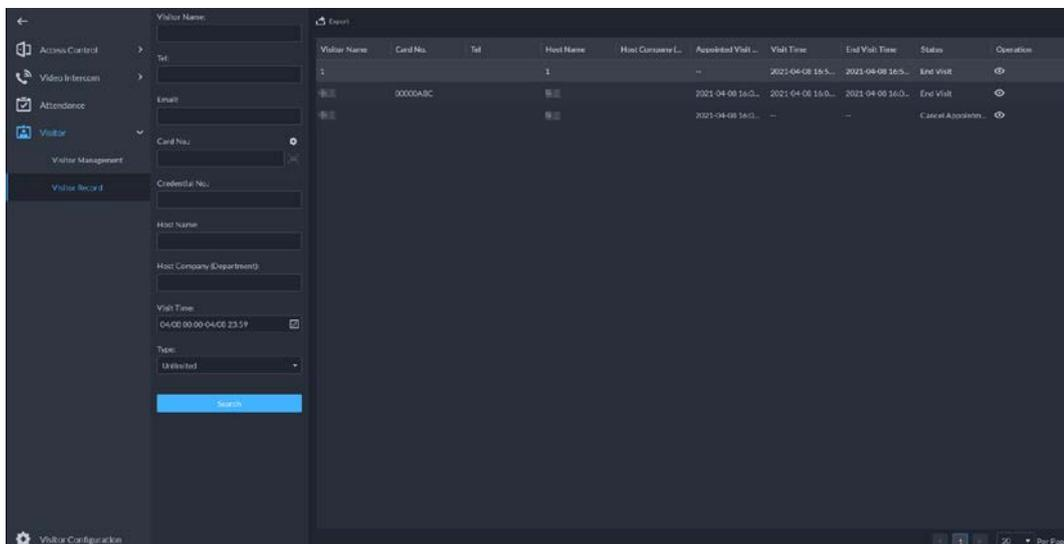 Access Control
Video Intercom
Attendance
Visitor
Visitor Management
Visitor Record
Visitor Configuration
Visitor Name:
Tel:
Email:
Card No.:
Credential No.:
Host Name:
Host Company (Department):
Visit Time:
04/08 00:00-04/08 23:59
Type:
Unlimited
Search
Export
Visitor Name Card No. Tel Host Name Host Company (... Appointed Visit ... Visit Time End Visit Time Status Operation
1 1 -- 2021-04-08 16:5... 2021-04-08 16:5... End Visit
00000ABC 2021-04-08 16:0... 2021-04-08 16:0... 2021-04-08 16:0... End Visit
2021-04-08 16:0... -- -- Cancel Appointm...
1 20 Per Page